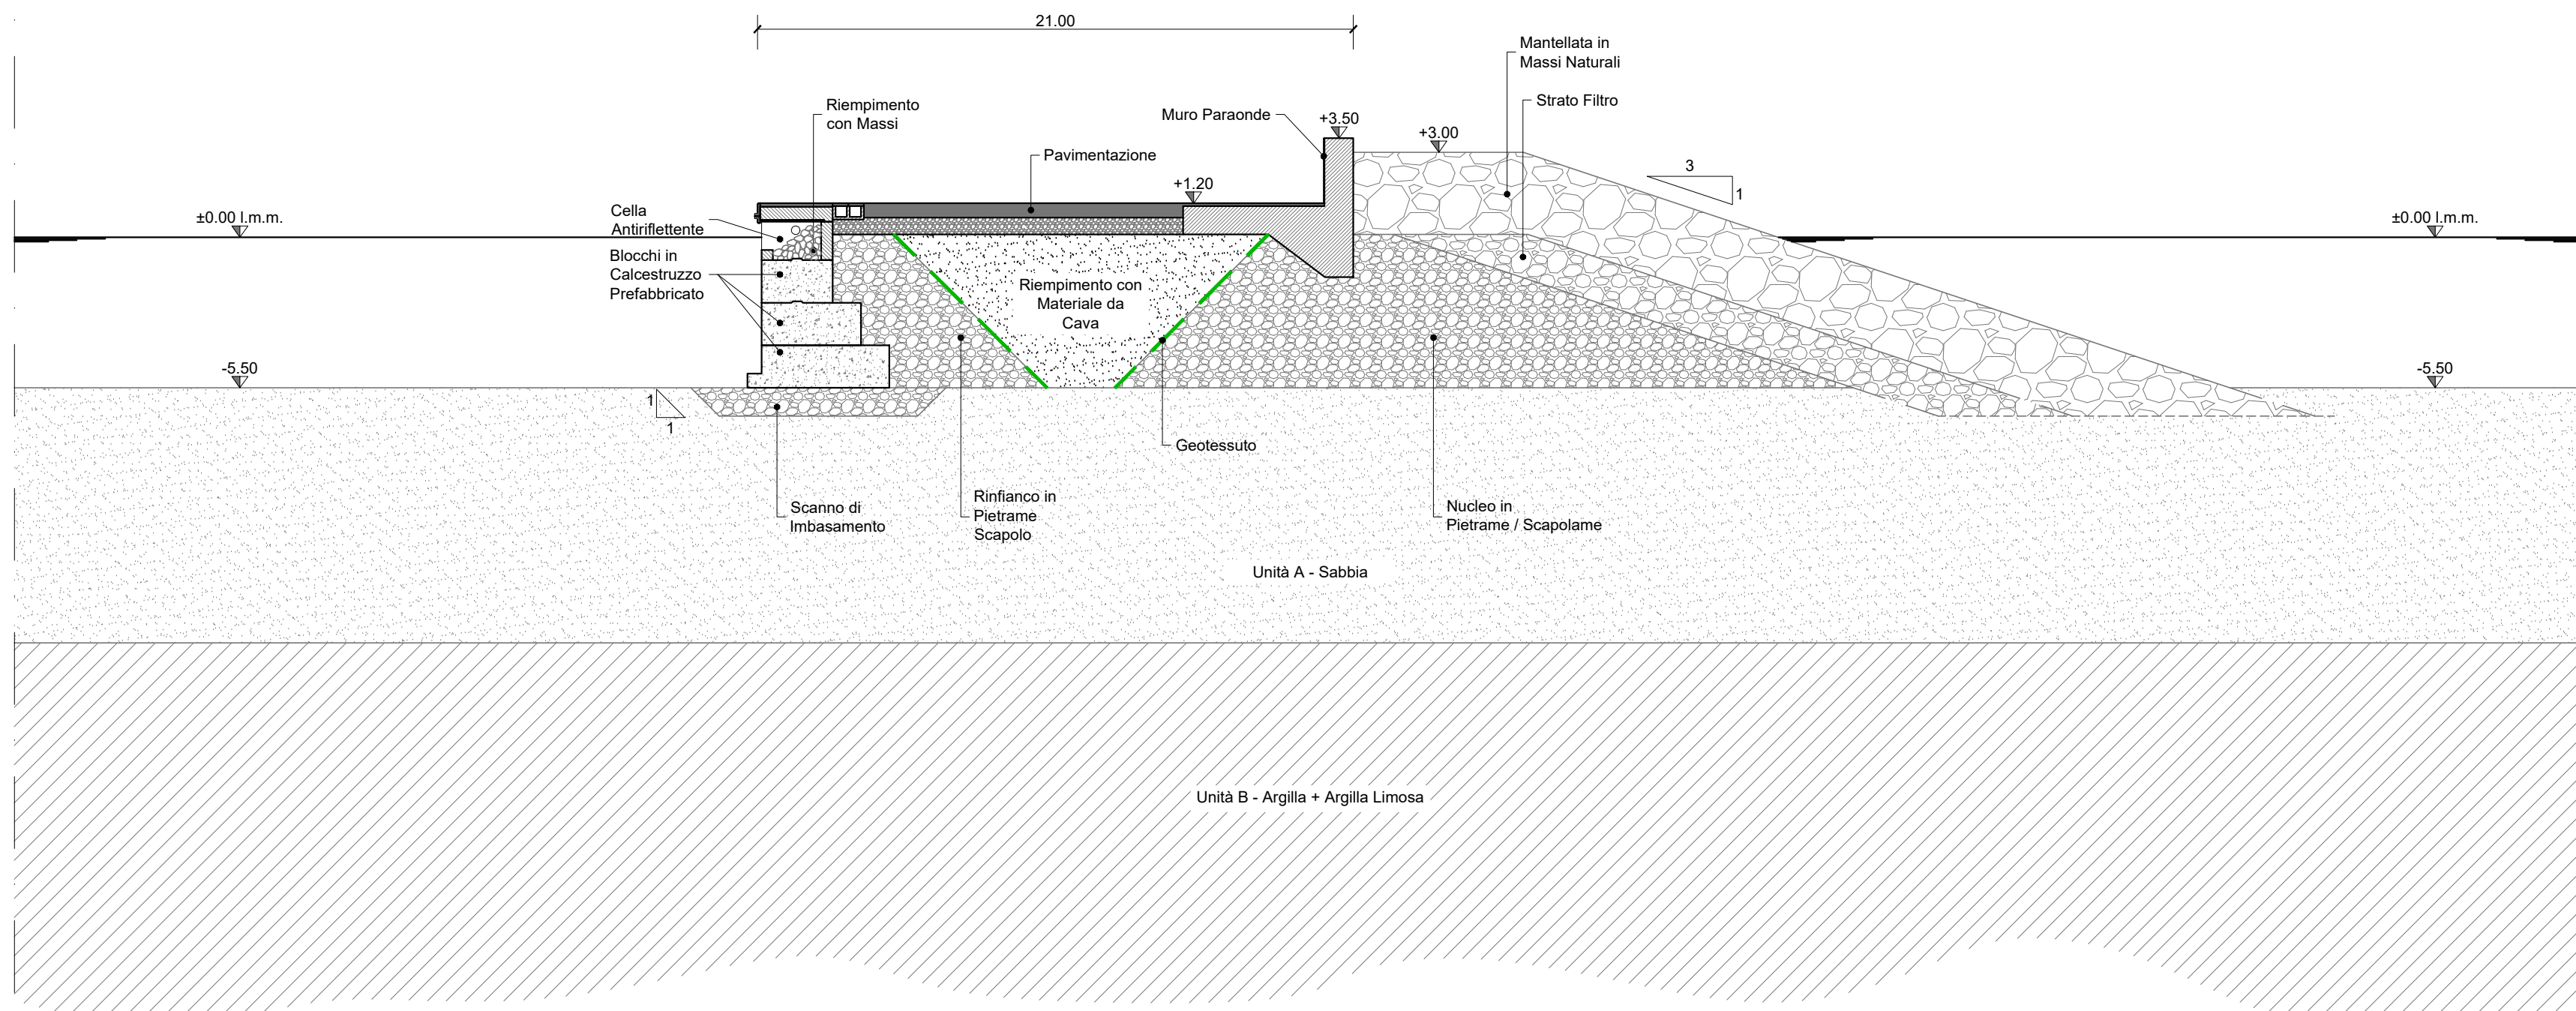 21.00
Mantellata in
Massi Naturali
Strato Filtro
Riempimento
con Massi
Muro Paraonde
+3.50
+3.00
Pavimentazione
3
1
+1.20
Cella
Antiriflettente
±0.00 l.m.m.
±0.00 l.m.m.
Blocchi in
Calcestruzzo
Prefabbricato
Riempimento con
Materiale da
Cava
-5.50
-5.50
1
1
Geotessuto
Scanno di
Imbasamento
Rinfianco in
Pietrame
Scapolo
Nucleo in
Pietrame / Scapolame
Unità A - Sabbia
Unità B - Argilla + Argilla Limosa